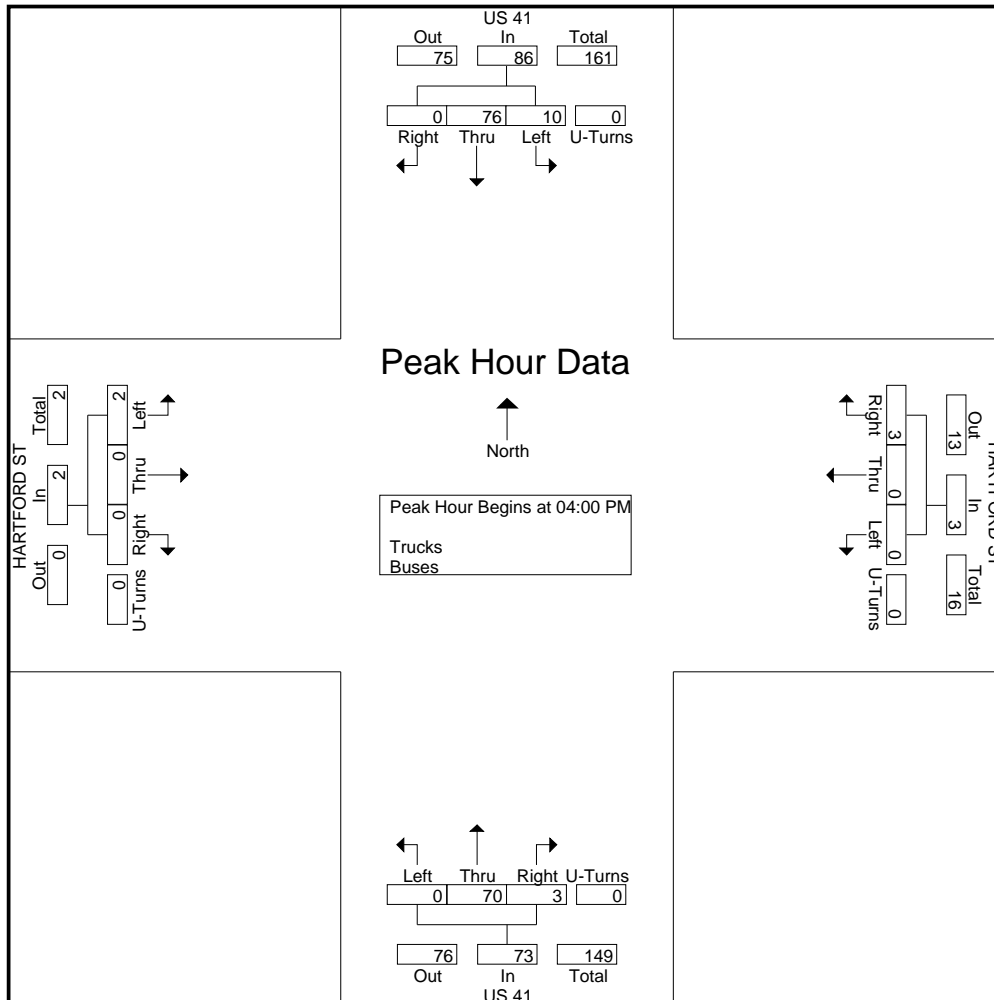 US 41
Out In Total
75 86 161
0 76 10 0
Right Thru Left U-Turns
Peak Hour Data
North
Peak Hour Begins at 04:00 PM
Trucks
Buses
HARTFORD ST
Total In Out
2 2 0
2 0 0 0
Left Thru Right U-Turns
Right Thru Left U-Turns
3 0 0 0
Out In Total
13 3 16
HARTFORD ST
Left Thru Right U-Turns
0 70 3 0
76 73 149
Out In Total
US 41